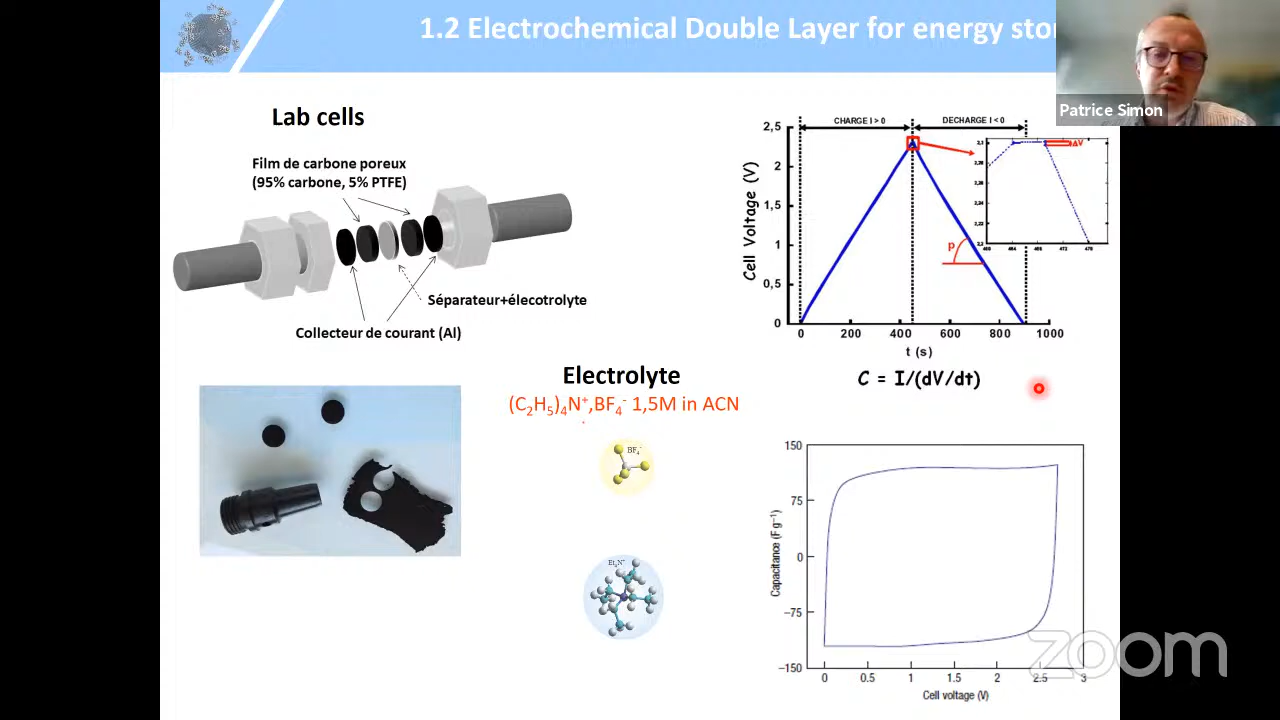 1.2 Electrochemical Double Layer for energy sto
Patrice Simon
Lab cells
Film de carbone poreux
(95% carbone, 5% PTFE)
Séparateur+élecotrolyte
Collecteur de courant (Al)
CHARGE I > 0
DECHARGE I < 0
2,5
2
1,5
1
0,5
0
Cell Voltage (V)
ΔV
p
0 200 400 600 800 1000
t (s)
C = I/(dV/dt)
Electrolyte
(C₂H₅)₄N⁺,BF₄⁻ 1,5M in ACN
BF₄⁻
Et₄N⁺
150
75
0
−75
−150
Capacitance (F g⁻¹)
0 0.5 1 1.5 2 2.5 3
Cell voltage (V)
zoom